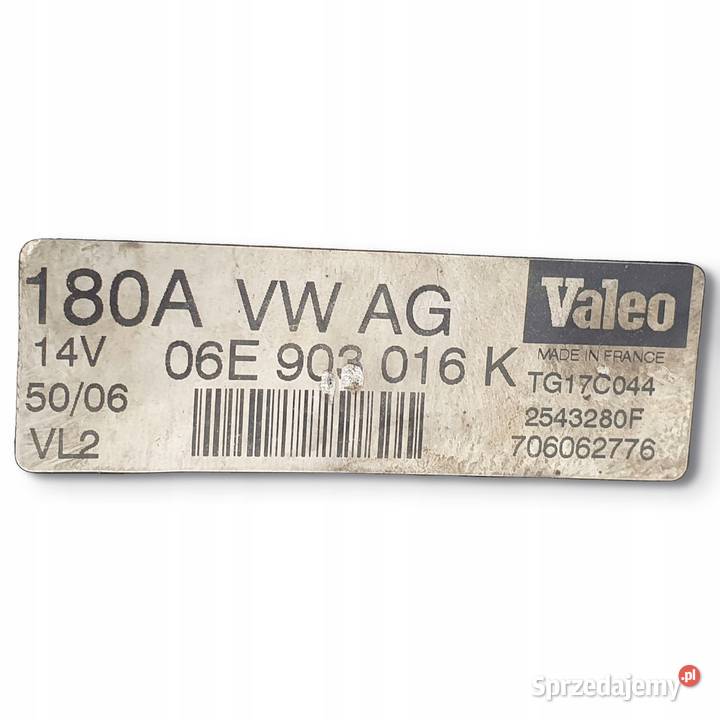 180A VW AG
Valeo
14V 06E 903 016 K
MADE IN FRANCE
50/06
TG17C044
2543280F
VL2
706062776
Sprzedajemy.pl